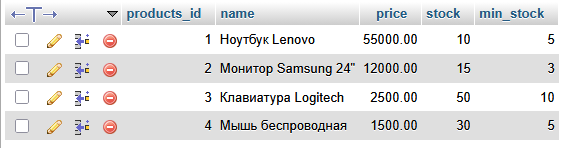 products_id name price stock min_stock
1 Ноутбук Lenovo 55000.00 10 5
2 Монитор Samsung 24" 12000.00 15 3
3 Клавиатура Logitech 2500.00 50 10
4 Мышь беспроводная 1500.00 30 5